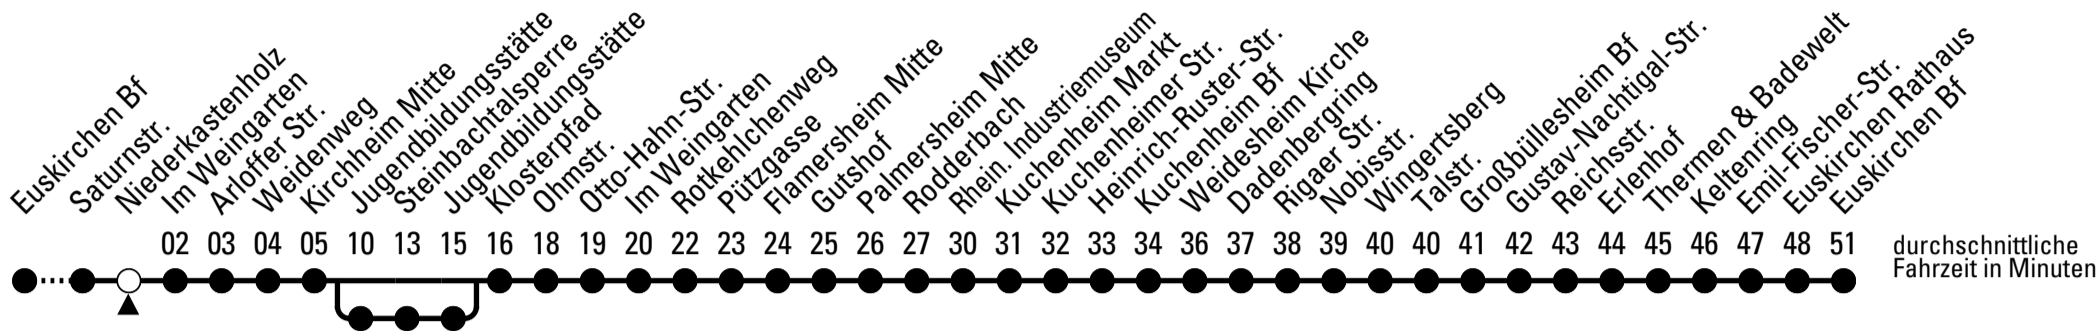 Euskirchen Bf
Saturnstr.
Niederkastenholz
Im Weingarten
Arloffer Str.
Weidenweg
Kirchheim Mitte
Jugendbildungsstätte
Steinbachtalsperre
Jugendbildungsstätte
Klosterpfad
Ohmstr.
Otto-Hahn-Str.
Im Weingarten
Rotkehlchenweg
Pützgasse
Flamersheim Mitte
Gutshof
Palmersheim Mitte
Rodderbach
Rhein. Industriemuseum
Kuchenheim Markt
Kuchenheimer Str.
Heinrich-Ruster-Str.
Kuchenheim Bf
Weidesheim Kirche
Dadenbergring
Rigaer Str.
Nobisstr.
Wingertsberg
Talstr.
Großbüllesheim Bf
Gustav-Nachtigal-Str.
Reichsstr.
Erlenhof
Thermen & Badewelt
Keltenring
Emil-Fischer-Str.
Euskirchen Rathaus
Euskirchen Bf
02 03 04 05 10 13 15 16 18 19 20 22 23 24 25 26 27 30 31 32 33 34 36 37 38 39 40 40 41 42 43 44 45 46 47 48 51
durchschnittliche
Fahrzeit in Minuten